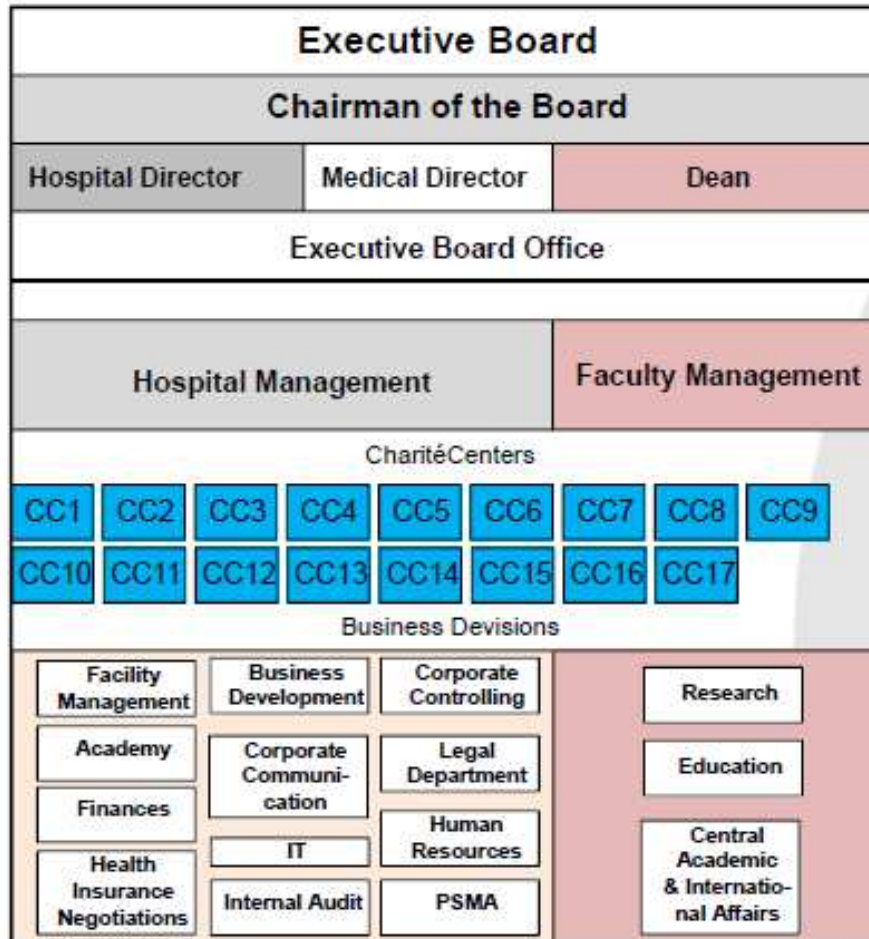 Executive Board
Chairman of the Board
Hospital Director
Medical Director
Dean
Executive Board Office
Hospital Management
Faculty Management
CharitéCenters
CC1 CC2 CC3 CC4 CC5 CC6 CC7 CC8 CC9
CC10 CC11 CC12 CC13 CC14 CC15 CC16 CC17
Business Devisions
Facility
Management
Academy
Finances
Health
Insurance
Negotiations
Business
Development
Corporate
Communi-
cation
IT
Internal Audit
Corporate
Controlling
Legal
Department
Human
Resources
PSMA
Research
Education
Central
Academic
& Internatio-
nal Affairs